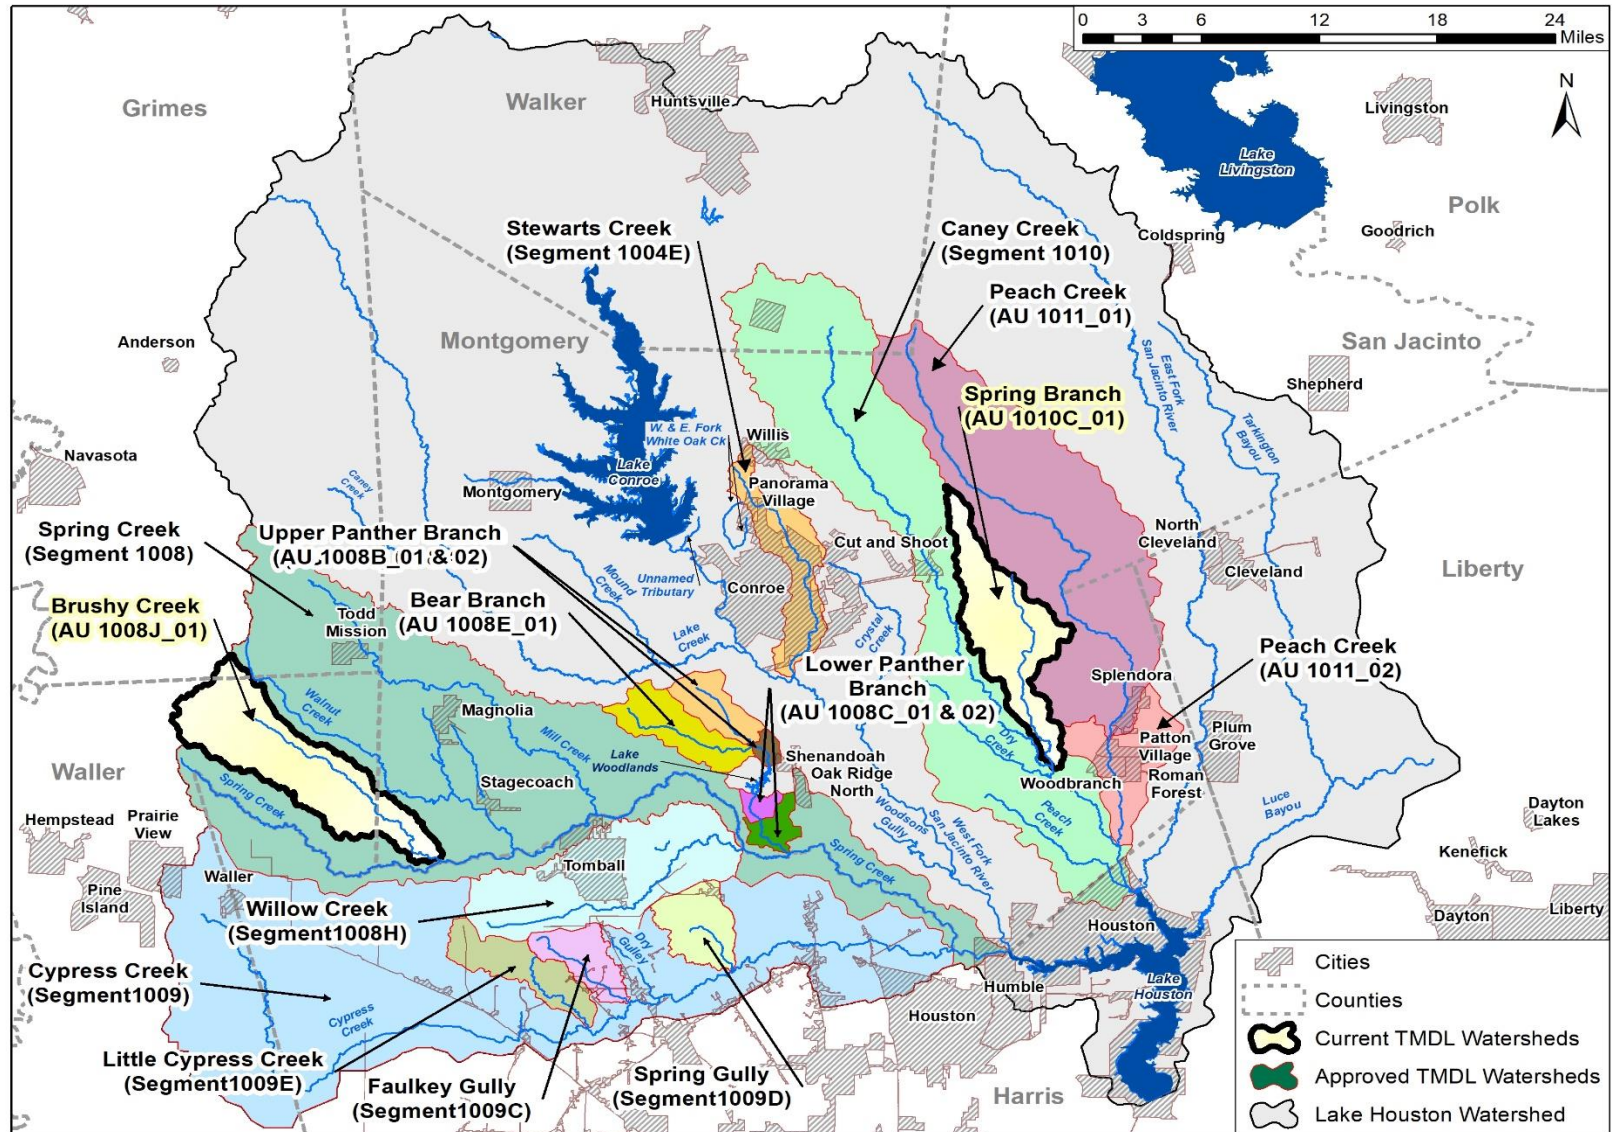 0 3 6 12 18 24
Miles
N
Grimes
Walker
Huntsville
Livingston
Lake
Livingston
Polk
Goodrich
Coldspring
Stewarts Creek
(Segment 1004E)
Caney Creek
(Segment 1010)
Peach Creek
(AU 1011_01)
Anderson
Montgomery
San Jacinto
East Fork
San Jacinto River
Shepherd
Spring Branch
(AU 1010C_01)
Tarkington
Bayou
W. & E. Fork
White Oak Ck
Willis
Navasota
Lake
Conroe
Caney
Creek
Montgomery
Panorama
Village
Spring Creek
(Segment 1008)
Upper Panther Branch
(AU 1008B_01 & 02)
Cut and Shoot
North
Cleveland
Cleveland
Liberty
Mound
Creek
Unnamed
Tributary
Conroe
Brushy Creek
(AU 1008J_01)
Todd
Mission
Bear Branch
(AU 1008E_01)
Lake
Creek
Crystal
Creek
Peach Creek
(AU 1011_02)
Lower Panther
Branch
(AU 1008C_01 & 02)
Splendora
Walnut
Creek
Magnolia
Mill Creek
Dry
Creek
Patton
Village
Plum
Grove
Lake
Woodlands
Shenandoah
Oak Ridge
North
Waller
Stagecoach
Woodbranch
Roman
Forest
Spring Creek
Luce
Bayou
Hempstead
Prairie
View
Woodsons
Gully
West Fork
San Jacinto River
Peach
Creek
Dayton
Lakes
Kenefick
Tomball
Spring Creek
Waller
Pine
Island
Willow Creek
(Segment1008H)
Dayton
Liberty
Houston
Dry
Gulley
Cypress Creek
(Segment1009)
Humble
Lake
Houston
Houston
Cypress
Creek
Little Cypress Creek
(Segment1009E)
Faulkey Gully
(Segment1009C)
Spring Gully
(Segment1009D)
Harris
Cities
Counties
Current TMDL Watersheds
Approved TMDL Watersheds
Lake Houston Watershed